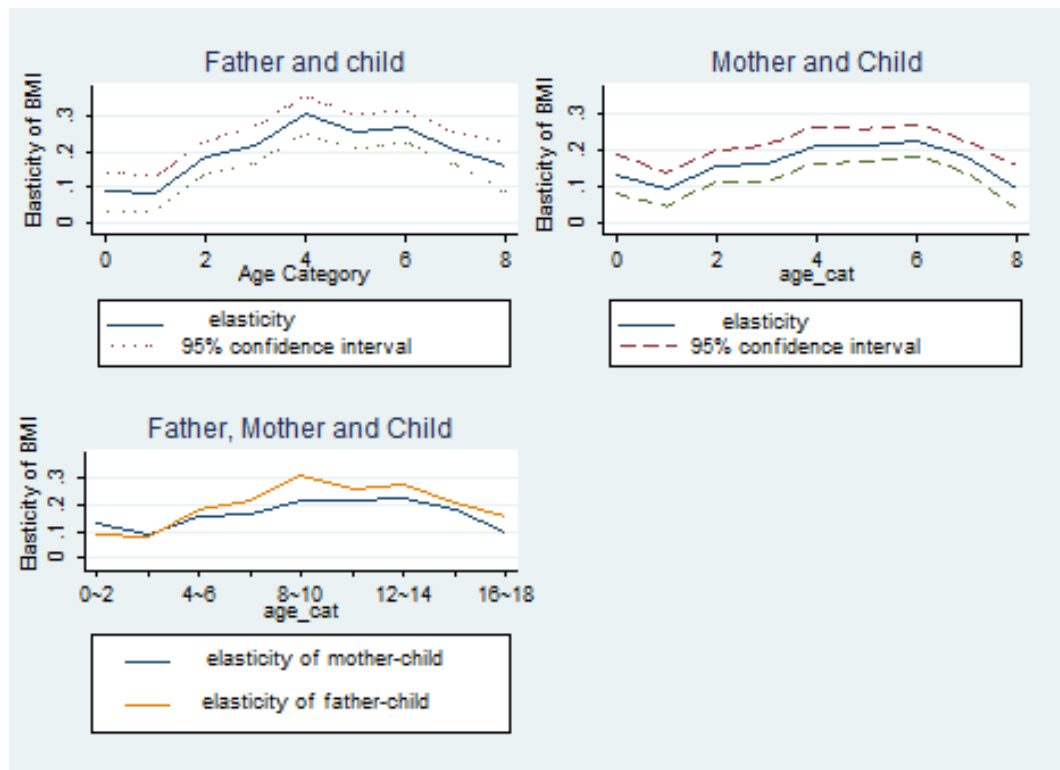 Father and child
Elasticity of BMI
0 .1 .2 .3
0 2 4 6 8
Age Category
elasticity
95% confidence interval
Mother and Child
Elasticity of BMI
0 .1 .2 .3
0 2 4 6 8
age_cat
elasticity
95% confidence interval
Father, Mother and Child
Elasticity of BMI
0 .1 .2 .3
0~2 4~6 8~10 12~14 16~18
age_cat
elasticity of mother-child
elasticity of father-child